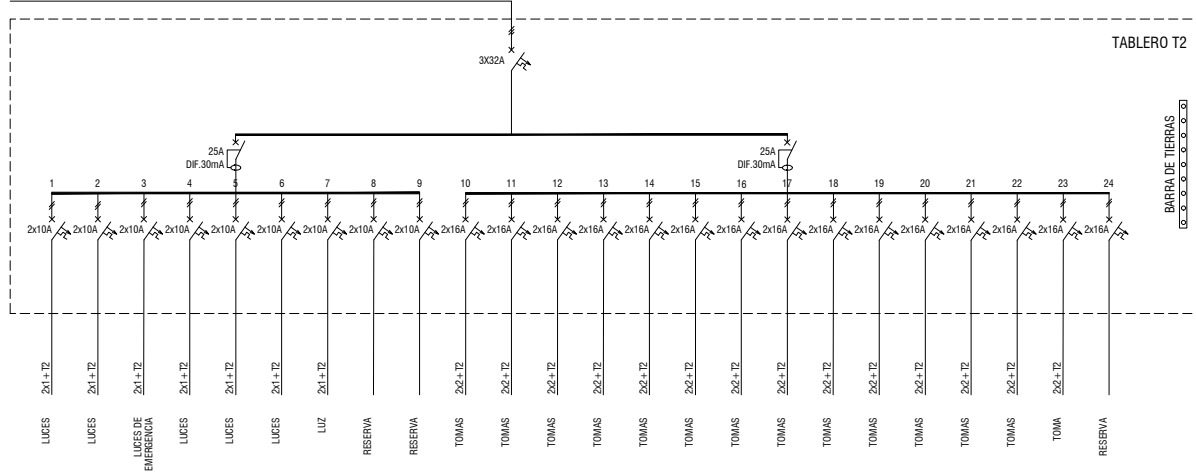 TABLERO T2
3X32A
BARRA DE TIERRAS
25A
DIF.30mA
25A
DIF.30mA
1 2 3 4 5 6 7 8 9 10 11 12 13 14 15 16 17 18 19 20 21 22 23 24
2x10A 2x10A 2x10A 2x10A 2x10A 2x10A 2x10A 2x10A 2x10A 2x16A 2x16A 2x16A 2x16A 2x16A 2x16A 2x16A 2x16A 2x16A 2x16A 2x16A 2x16A 2x16A 2x16A 2x16A
2x1+T2 2x1+T2 2x1+T2 2x1+T2 2x1+T2 2x1+T2 2x1+T2 2x2+T2 2x2+T2 2x2+T2 2x2+T2 2x2+T2 2x2+T2 2x2+T2 2x2+T2 2x2+T2 2x2+T2 2x2+T2 2x2+T2 2x2+T2 2x2+T2
LUCES
LUCES
LUCES DE
EMERGENCIA
LUCES
LUCES
LUCES
LUZ
RESERVA
RESERVA
TOMAS
TOMAS
TOMAS
TOMAS
TOMAS
TOMAS
TOMAS
TOMAS
TOMAS
TOMAS
TOMAS
TOMAS
TOMAS
TOMA
RESERVA